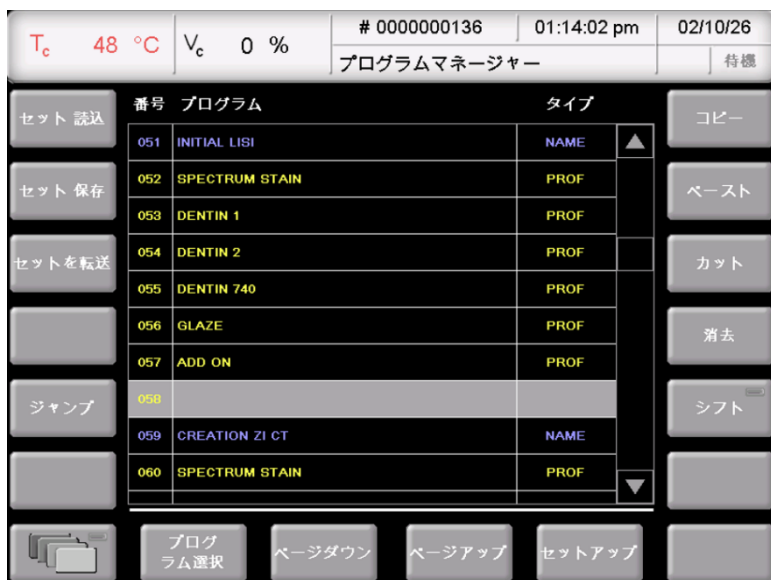 Tc 48 °C
Vc 0 %
# 0000000136
01:14:02 pm
02/10/26
プログラムマネージャー
待機
番号 プログラム タイプ
051 INITIAL LISI NAME
052 SPECTRUM STAIN PROF
053 DENTIN 1 PROF
054 DENTIN 2 PROF
055 DENTIN 740 PROF
056 GLAZE PROF
057 ADD ON PROF
058
059 CREATION ZI CT NAME
060 SPECTRUM STAIN PROF
セット 読込
セット 保存
セットを転送
ジャンプ
コピー
ペースト
カット
消去
シフト
プログ
ラム選択
ページダウン
ページアップ
セットアップ